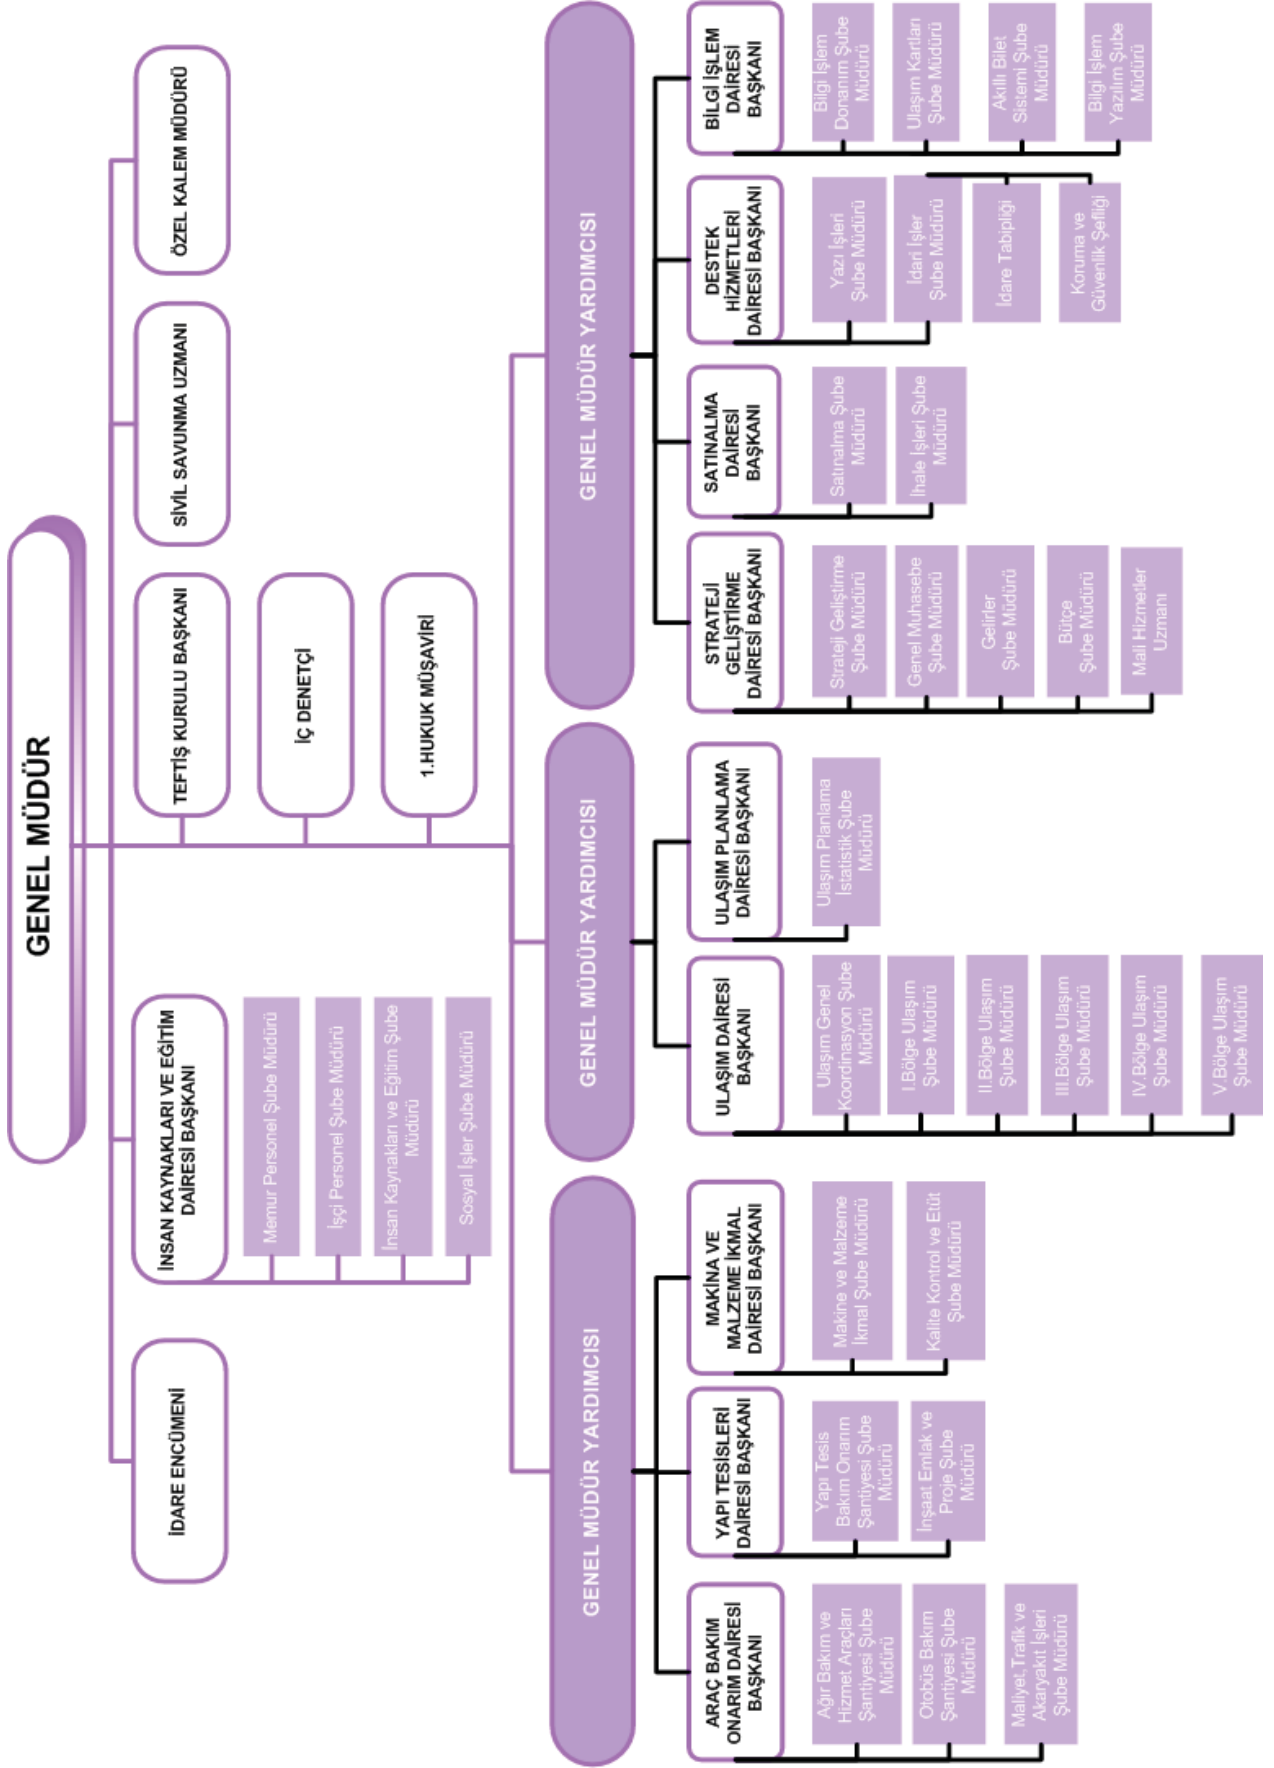 GENEL MÜDÜR
İDARE ENCÜMENİ
İNSAN KAYNAKLARI VE EĞİTİM
DAİRESİ BAŞKANI
Memur Personel Şube Müdürü
İşçi Personel Şube Müdürü
İnsan Kaynakları ve Eğitim Şube
Müdürü
Sosyal İşler Şube Müdürü
TEFTİŞ KURULU BAŞKANI
İÇ DENETÇİ
1.HUKUK MÜŞAVİRİ
SİVİL SAVUNMA UZMANI
ÖZEL KALEM MÜDÜRÜ
GENEL MÜDÜR YARDIMCISI
ARAÇ BAKIM
ONARIM DAİRESİ
BAŞKANI
Ağır Bakım ve
Hizmet Araçları
Şantiyesi Şube
Müdürü
Otobüs Bakım
Şantiyesi Şube
Müdürü
Maliyet,Trafik ve
Akaryakıt İşleri
Şube Müdürü
YAPI TESİSLERİ
DAİRESİ BAŞKANI
Yapı Tesis
Bakım Onarım
Şantiyesi Şube
Müdürü
İnşaat Emlak ve
Proje Şube
Müdürü
MAKİNA VE
MALZEME İKMAL
DAİRESİ BAŞKANI
Makine ve Malzeme
İkmal Şube Müdürü
Kalite Kontrol ve Etüt
Şube Müdürü
GENEL MÜDÜR YARDIMCISI
ULAŞIM DAİRESİ
BAŞKANI
Ulaşım Genel
Koordinasyon Şube
Müdürü
I.Bölge Ulaşım
Şube Müdürü
II.Bölge Ulaşım
Şube Müdürü
III.Bölge Ulaşım
Şube Müdürü
IV.Bölge Ulaşım
Şube Müdürü
V.Bölge Ulaşım
Şube Müdürü
ULAŞIM PLANLAMA
DAİRESİ BAŞKANI
Ulaşım Planlama
İstatistik Şube
Müdürü
GENEL MÜDÜR YARDIMCISI
STRATEJİ
GELİŞTİRME
DAİRESİ BAŞKANI
Strateji Geliştirme
Şube Müdürü
Genel Muhasebe
Şube Müdürü
Gelirler
Şube Müdürü
Bütçe
Şube Müdürü
Mali Hizmetler
Uzmanı
SATINALMA
DAİRESİ
BAŞKANI
Satınalma Şube
Müdürü
İhale İşleri Şube
Müdürü
DESTEK
HİZMETLERİ
DAİRESİ BAŞKANI
Yazı İşleri
Şube Müdürü
İdari İşler
Şube Müdürü
İdare Tabipliği
Koruma ve
Güvenlik Şefliği
BİLGİ İŞLEM
DAİRESİ
BAŞKANI
Bilgi İşlem
Donanım Şube
Müdürü
Ulaşım Kartları
Şube Müdürü
Akıllı Bilet
Sistemi Şube
Müdürü
Bilgi İşlem
Yazılım Şube
Müdürü